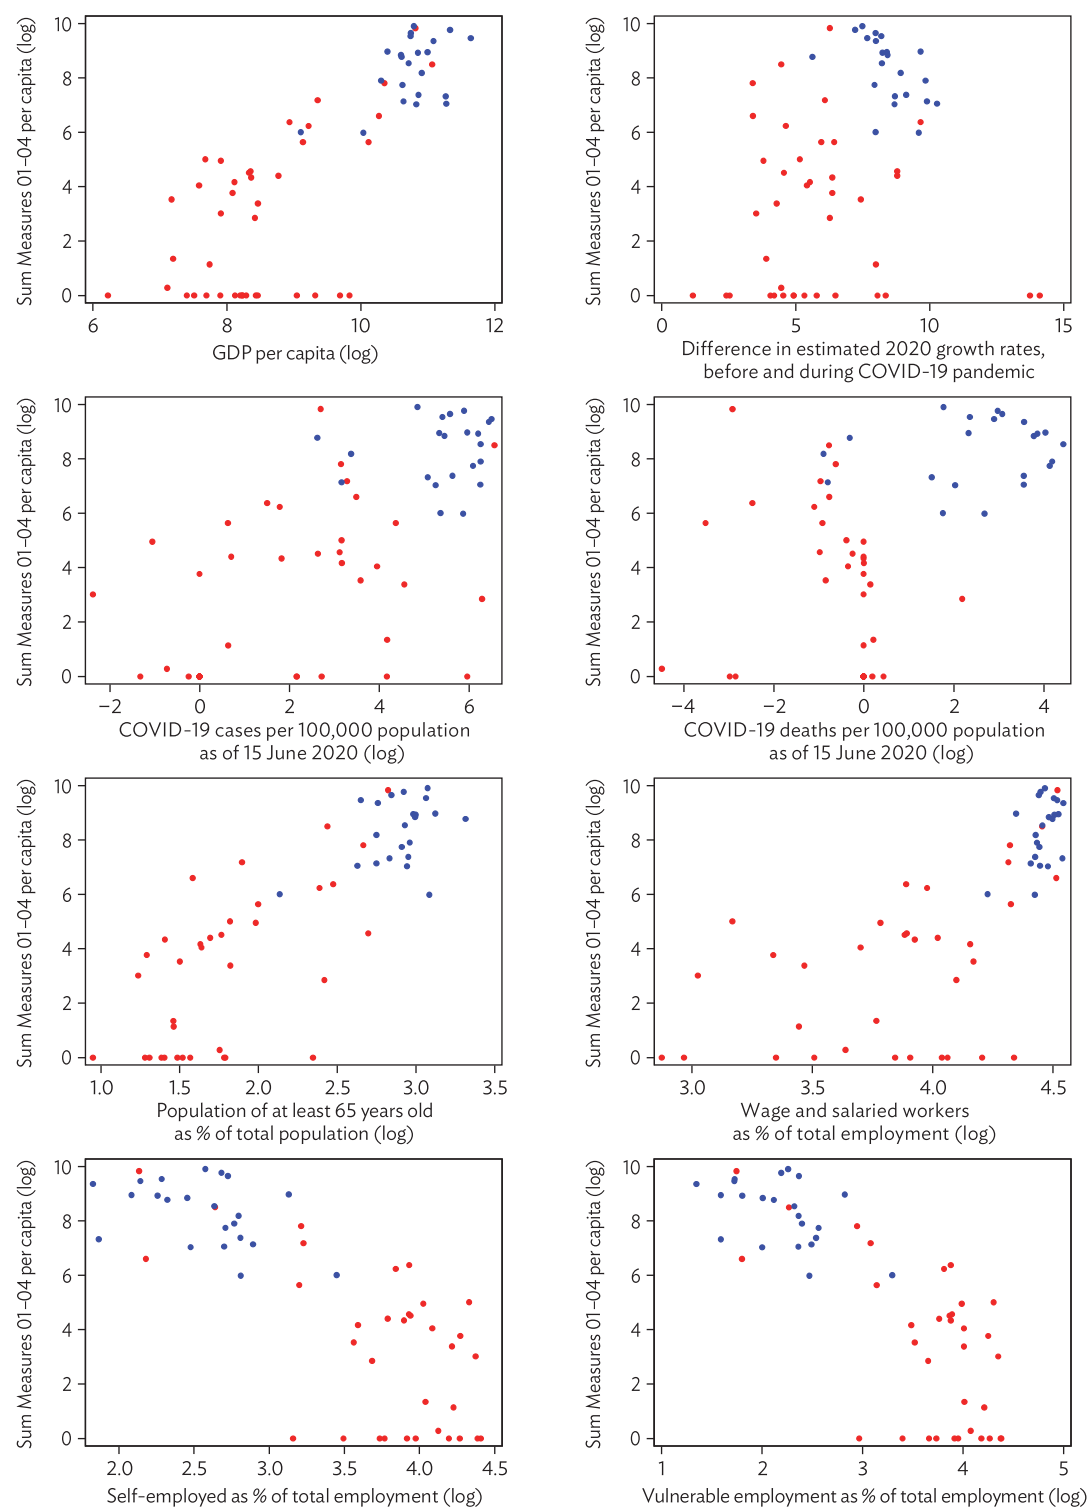 Sum Measures 01–04 per capita (log)
10
8
6
4
2
0
6 8 10 12
GDP per capita (log)
Sum Measures 01–04 per capita (log)
10
8
6
4
2
0
0 5 10 15
Difference in estimated 2020 growth rates,
before and during COVID-19 pandemic
Sum Measures 01–04 per capita (log)
10
8
6
4
2
0
−2 0 2 4 6
COVID-19 cases per 100,000 population
as of 15 June 2020 (log)
Sum Measures 01–04 per capita (log)
10
8
6
4
2
0
−4 −2 0 2 4
COVID-19 deaths per 100,000 population
as of 15 June 2020 (log)
Sum Measures 01–04 per capita (log)
10
8
6
4
2
0
1.0 1.5 2.0 2.5 3.0 3.5
Population of at least 65 years old
as % of total population (log)
Sum Measures 01–04 per capita (log)
10
8
6
4
2
0
3.0 3.5 4.0 4.5
Wage and salaried workers
as % of total employment (log)
Sum Measures 01–04 per capita (log)
10
8
6
4
2
0
2.0 2.5 3.0 3.5 4.0 4.5
Self-employed as % of total employment (log)
Sum Measures 01–04 per capita (log)
10
8
6
4
2
0
1 2 3 4 5
Vulnerable employment as % of total employment (log)